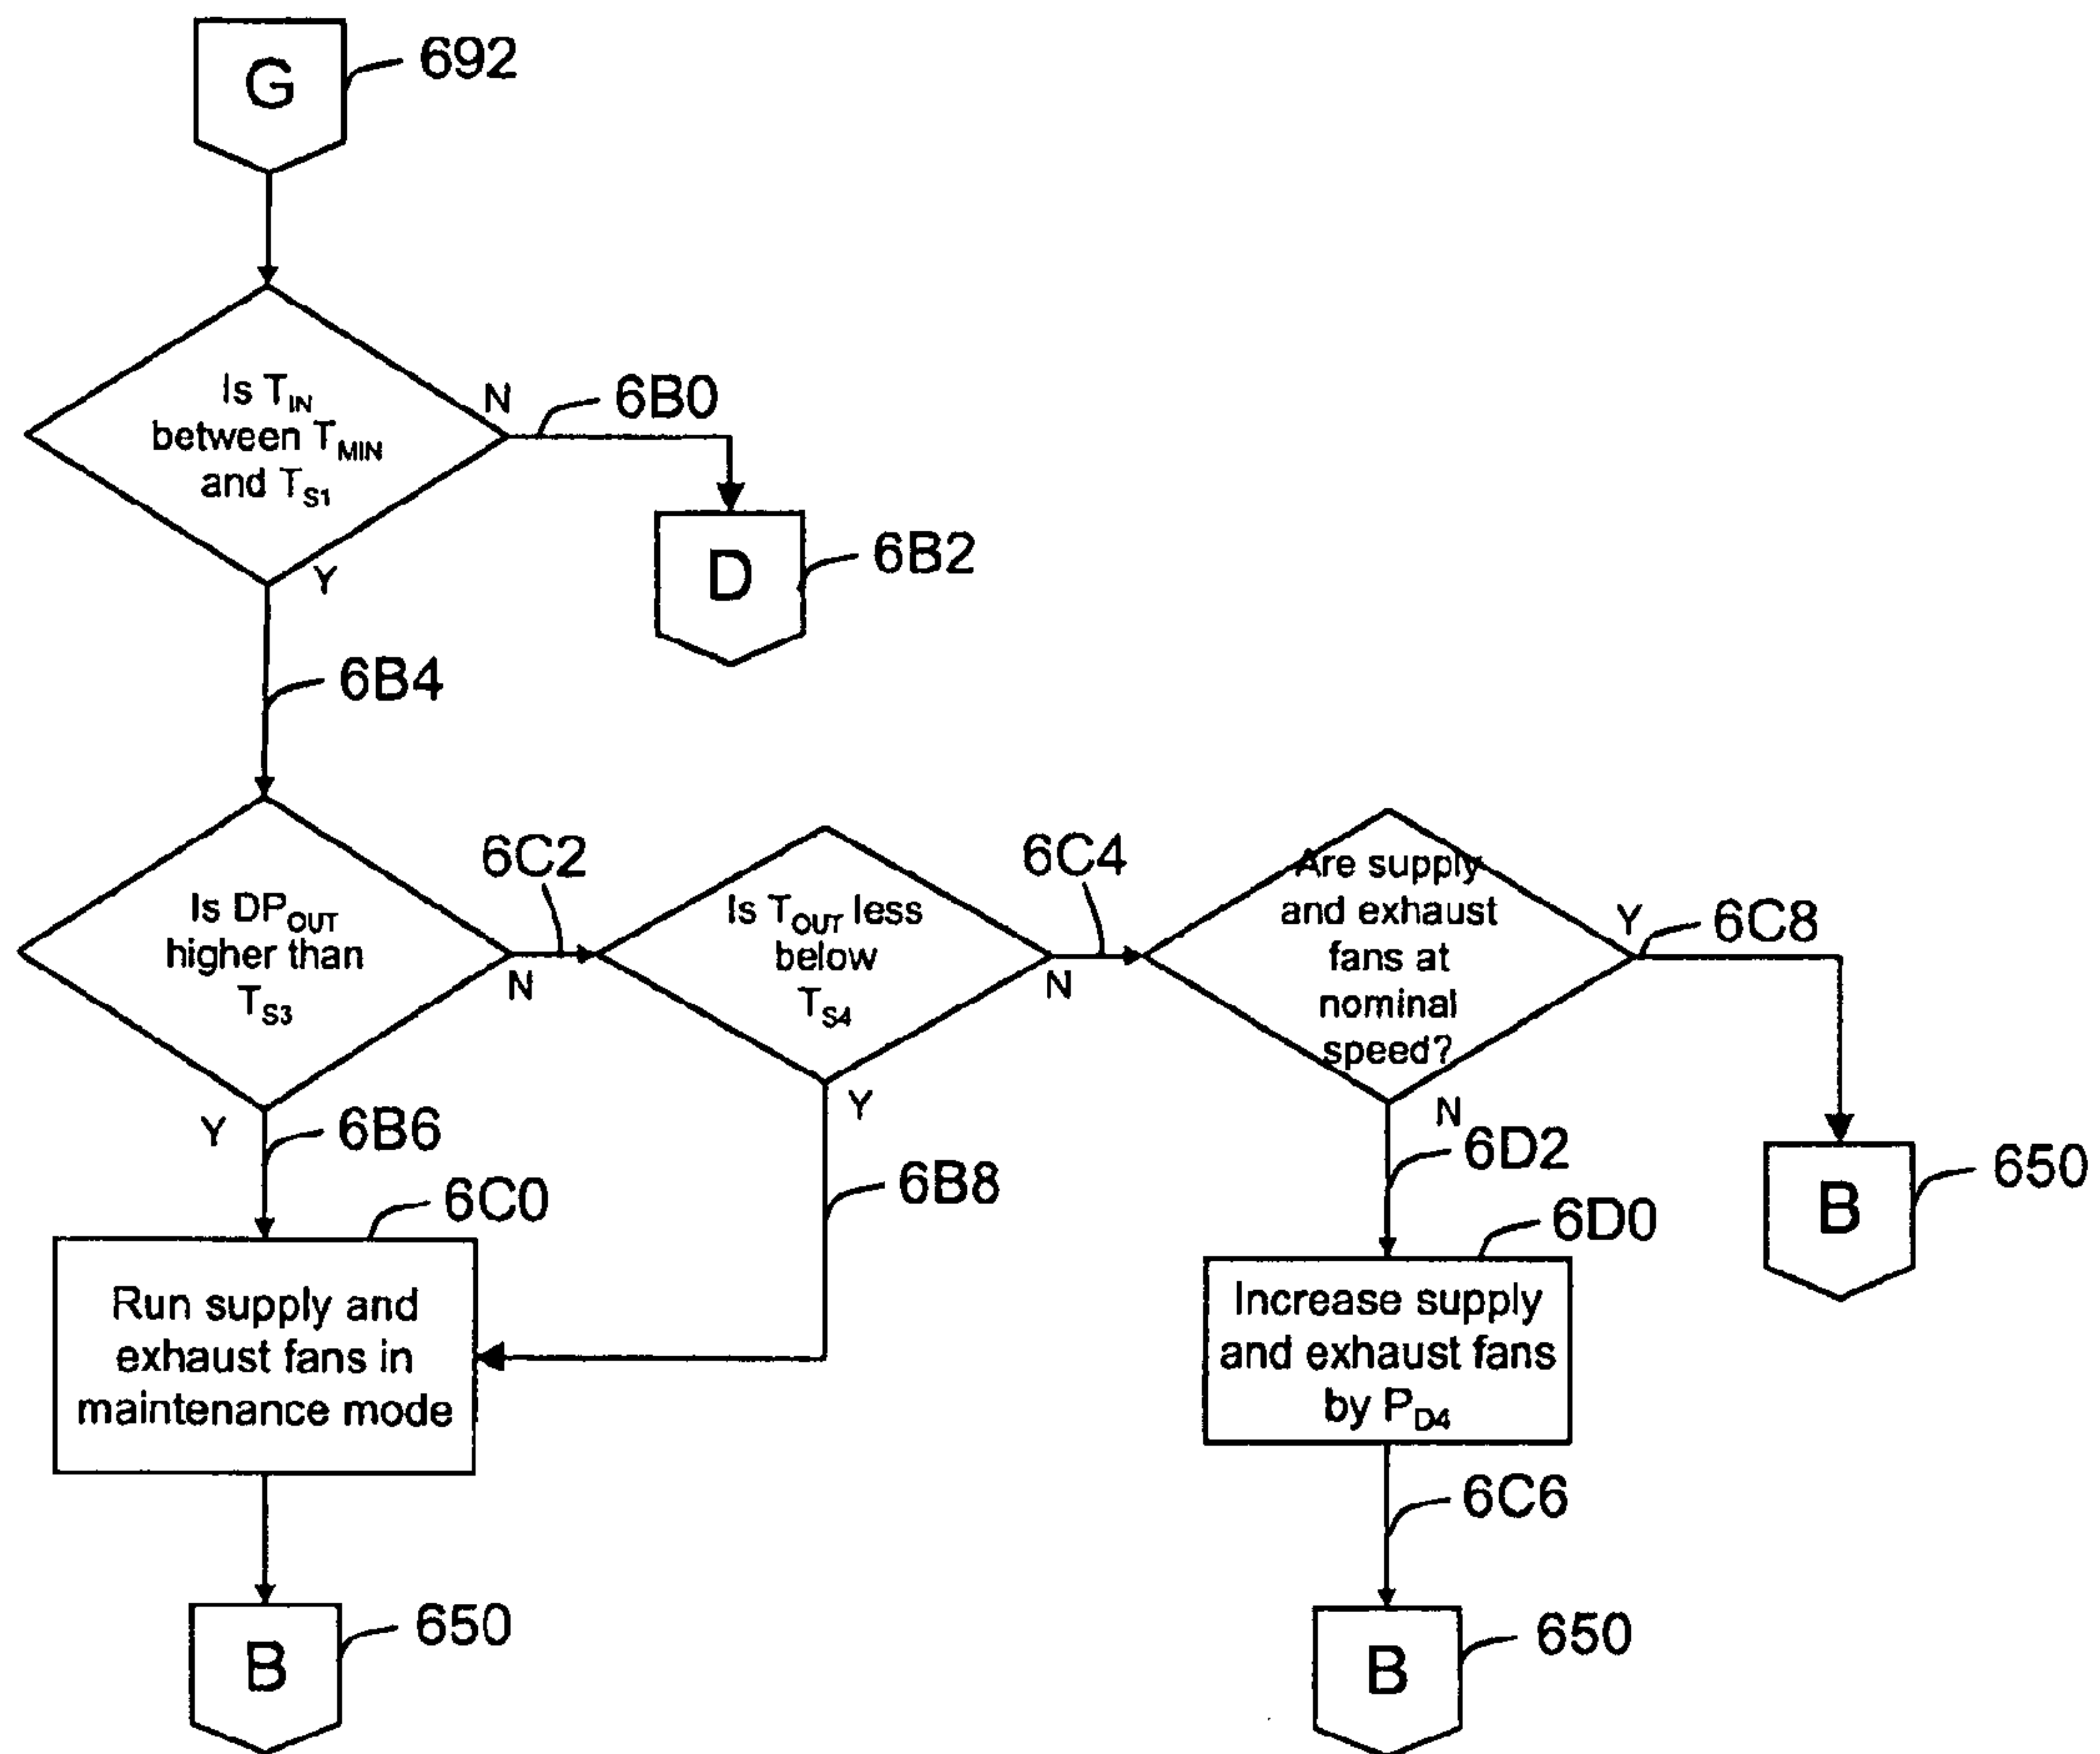 G
692
Is T_IN
between T_MIN
and T_S1
N
6B0
D
6B2
Y
6B4
Is DP_OUT
higher than
T_S3
N
6C2
Is T_OUT less
below
T_S4
N
6C4
Are supply
and exhaust
fans at
nominal
speed?
Y
6C8
B
650
Y
6B6
Y
6B8
N
6D2
6C0
Run supply and
exhaust fans in
maintenance mode
6D0
Increase supply
and exhaust fans
by P_D4
6C6
B
650
B
650